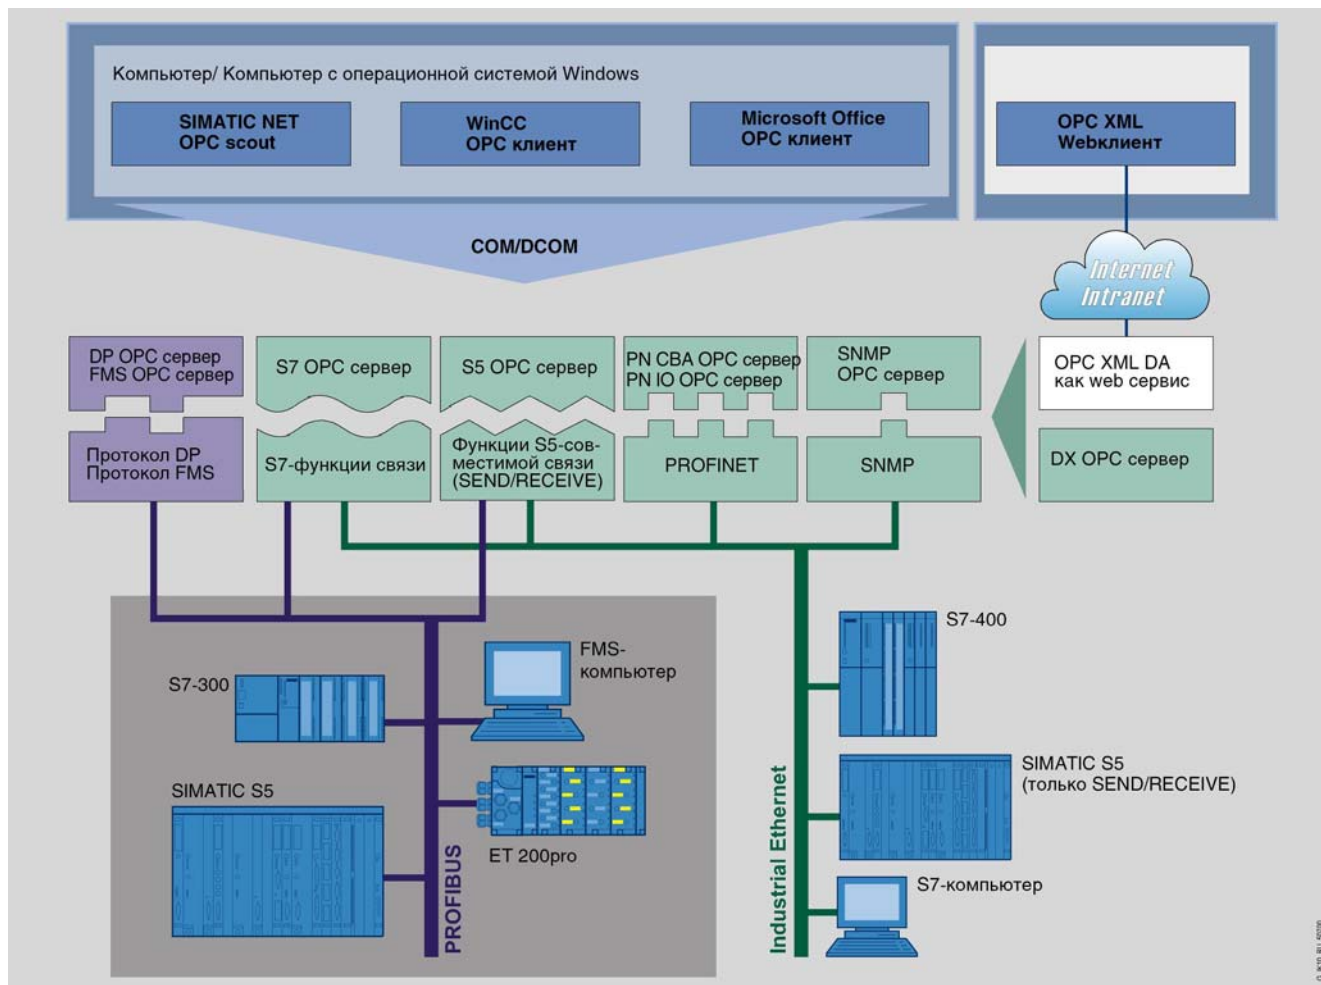 Компьютер/ Компьютер с операционной системой Windows
SIMATIC NET
OPC scout
WinCC
OPC клиент
Microsoft Office
OPC клиент
OPC XML
Webклиент
COM/DCOM
Internet
Intranet
DP OPC сервер
FMS OPC сервер
S7 OPC сервер
S5 OPC сервер
PN CBA OPC сервер
PN IO OPC сервер
SNMP
OPC сервер
OPC XML DA
как web сервис
Протокол DP
Протокол FMS
S7-функции связи
Функции S5-сов-
местимой связи
(SEND/RECEIVE)
PROFINET
SNMP
DX OPC сервер
S7-300
FMS-
компьютер
SIMATIC S5
ET 200pro
PROFIBUS
Industrial Ethernet
S7-400
SIMATIC S5
(только SEND/RECEIVE)
S7-компьютер